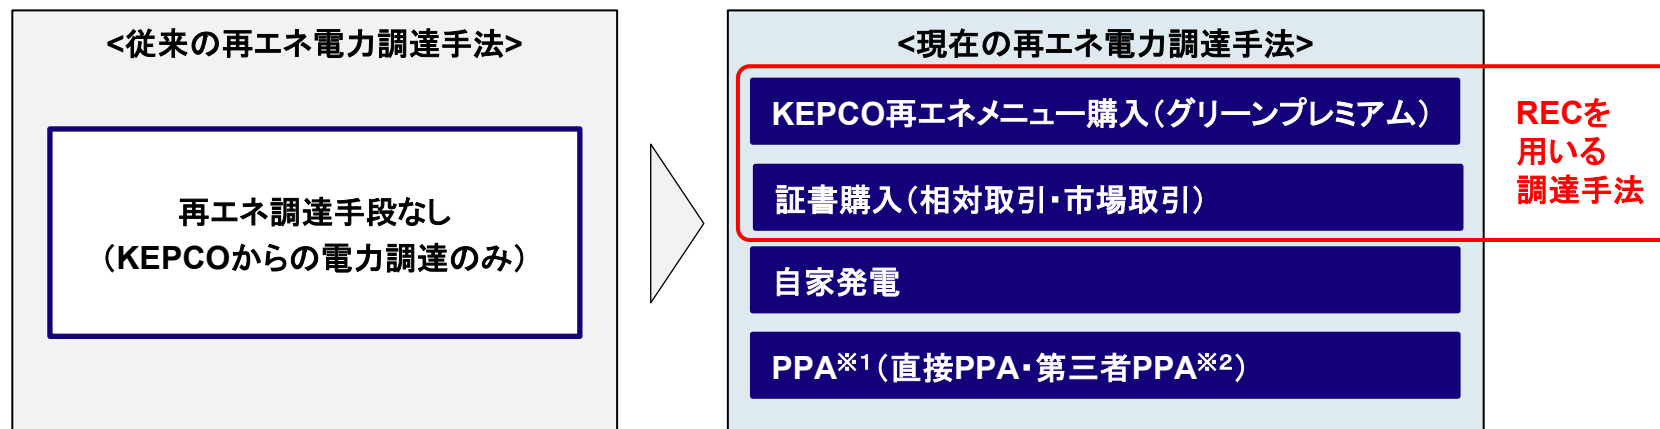 <従来の再エネ電力調達手法>
再エネ調達手段なし
（KEPCOからの電力調達のみ）
<現在の再エネ電力調達手法>
KEPCO再エネメニュー購入（グリーンプレミアム）
証書購入（相対取引・市場取引）
自家発電
PPA※1（直接PPA・第三者PPA※2）
RECを
用いる
調達手法